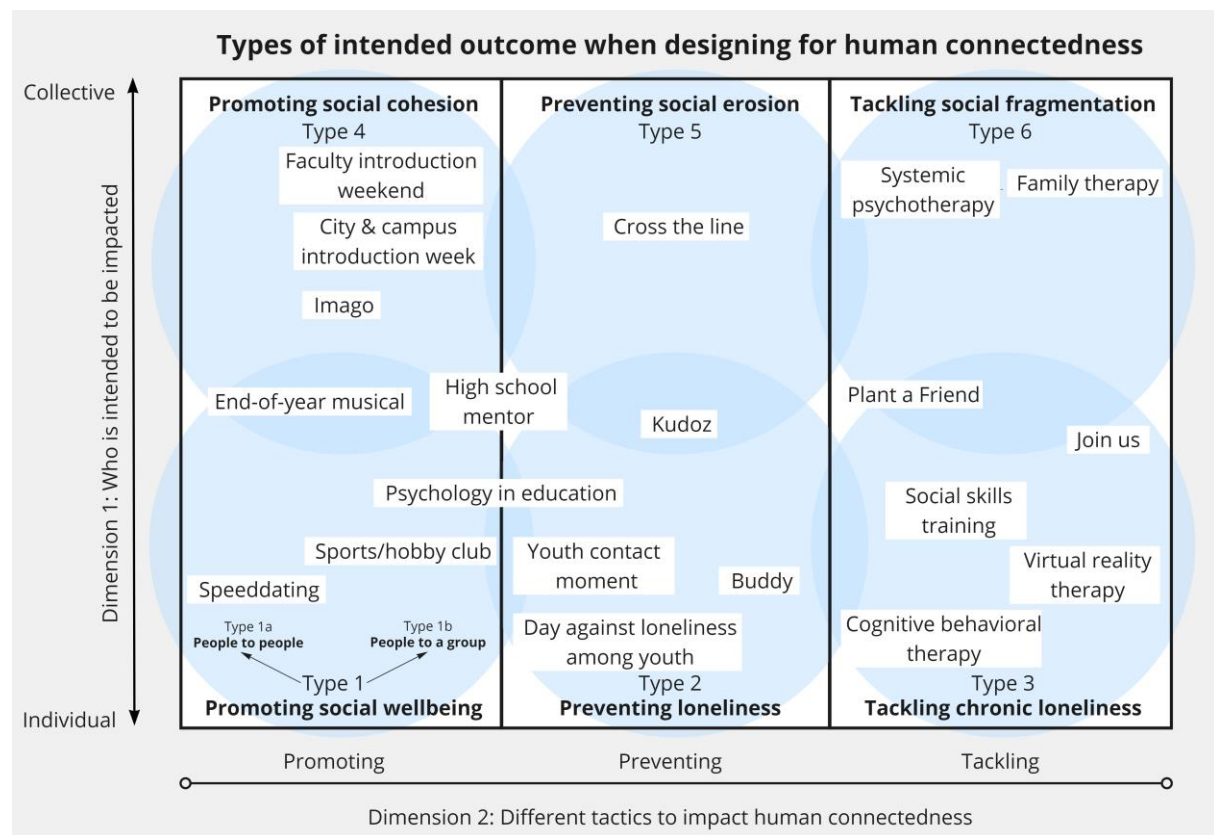 Types of intended outcome when designing for human connectedness
Collective
Dimension 1: Who is intended to be impacted
Individual
Promoting social cohesion
Type 4
Faculty introduction
weekend
City & campus
introduction week
Imago
Preventing social erosion
Type 5
Cross the line
Tackling social fragmentation
Type 6
Systemic
psychotherapy
Family therapy
End-of-year musical
High school
mentor
Kudoz
Plant a Friend
Join us
Psychology in education
Social skills
training
Sports/hobby club
Youth contact
moment
Buddy
Virtual reality
therapy
Speeddating
Type 1a
People to people
Type 1b
People to a group
Day against loneliness
among youth
Cognitive behavioral
therapy
Type 1
Promoting social wellbeing
Type 2
Preventing loneliness
Type 3
Tackling chronic loneliness
Promoting
Preventing
Tackling
Dimension 2: Different tactics to impact human connectedness